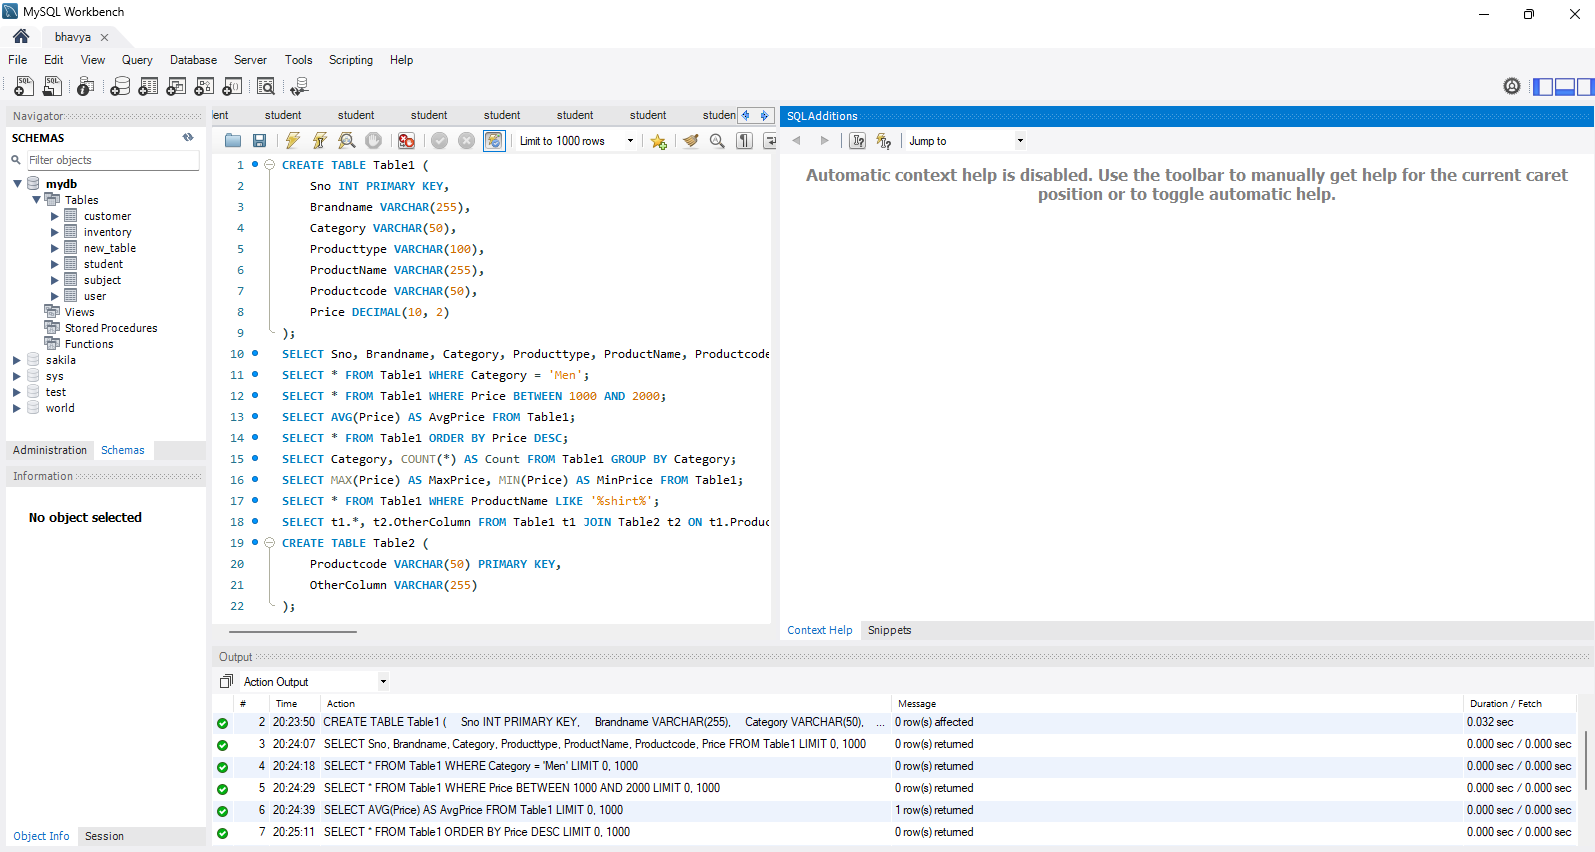 MySQL Workbench
bhavya
File Edit View Query Database Server Tools Scripting Help
Navigator
SCHEMAS
Filter objects
mydb
Tables
customer
inventory
new_table
student
subject
user
Views
Stored Procedures
Functions
sakila
sys
test
world
Administration Schemas
Information
No object selected
Object Info Session
ent student student student student student student studen
Limit to 1000 rows
1 CREATE TABLE Table1 (
2 Sno INT PRIMARY KEY,
3 Brandname VARCHAR(255),
4 Category VARCHAR(50),
5 Producttype VARCHAR(100),
6 ProductName VARCHAR(255),
7 Productcode VARCHAR(50),
8 Price DECIMAL(10, 2)
9 );
10 SELECT Sno, Brandname, Category, Producttype, ProductName, Productcode
11 SELECT * FROM Table1 WHERE Category = 'Men';
12 SELECT * FROM Table1 WHERE Price BETWEEN 1000 AND 2000;
13 SELECT AVG(Price) AS AvgPrice FROM Table1;
14 SELECT * FROM Table1 ORDER BY Price DESC;
15 SELECT Category, COUNT(*) AS Count FROM Table1 GROUP BY Category;
16 SELECT MAX(Price) AS MaxPrice, MIN(Price) AS MinPrice FROM Table1;
17 SELECT * FROM Table1 WHERE ProductName LIKE '%shirt%';
18 SELECT t1.*, t2.OtherColumn FROM Table1 t1 JOIN Table2 t2 ON t1.Produc
19 CREATE TABLE Table2 (
20 Productcode VARCHAR(50) PRIMARY KEY,
21 OtherColumn VARCHAR(255)
22 );
SQLAdditions
Jump to
Automatic context help is disabled. Use the toolbar to manually get help for the current caret
position or to toggle automatic help.
Context Help Snippets
Output
Action Output
# Time Action Message Duration / Fetch
2 20:23:50 CREATE TABLE Table1 ( Sno INT PRIMARY KEY, Brandname VARCHAR(255), Category VARCHAR(50), ... 0 row(s) affected 0.032 sec
3 20:24:07 SELECT Sno, Brandname, Category, Producttype, ProductName, Productcode, Price FROM Table1 LIMIT 0, 1000 0 row(s) returned 0.000 sec / 0.000 sec
4 20:24:18 SELECT * FROM Table1 WHERE Category = 'Men' LIMIT 0, 1000 0 row(s) returned 0.000 sec / 0.000 sec
5 20:24:29 SELECT * FROM Table1 WHERE Price BETWEEN 1000 AND 2000 LIMIT 0, 1000 0 row(s) returned 0.000 sec / 0.000 sec
6 20:24:39 SELECT AVG(Price) AS AvgPrice FROM Table1 LIMIT 0, 1000 1 row(s) returned 0.000 sec / 0.000 sec
7 20:25:11 SELECT * FROM Table1 ORDER BY Price DESC LIMIT 0, 1000 0 row(s) returned 0.000 sec / 0.000 sec